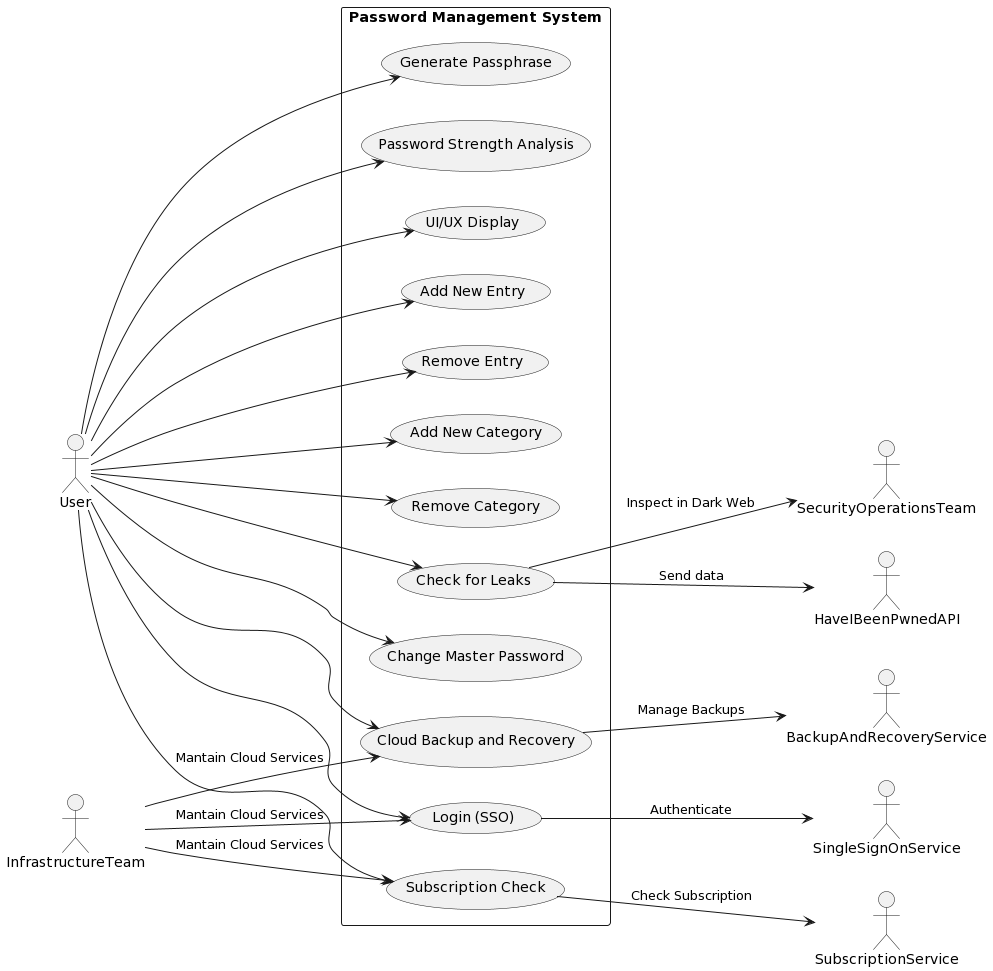 Password Management System
Generate Passphrase
Password Strength Analysis
UI/UX Display
Add New Entry
Remove Entry
Add New Category
Remove Category
Check for Leaks
Change Master Password
Cloud Backup and Recovery
Login (SSO)
Subscription Check
User
InfrastructureTeam
Mantain Cloud Services
Mantain Cloud Services
Mantain Cloud Services
Inspect in Dark Web
Send data
Manage Backups
Authenticate
Check Subscription
SecurityOperationsTeam
HaveIBeenPwnedAPI
BackupAndRecoveryService
SingleSignOnService
SubscriptionService